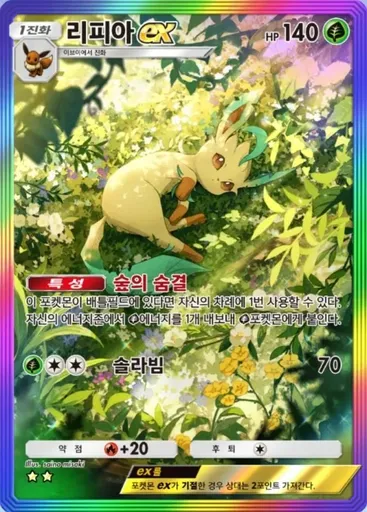 1진화
리피아 ex
HP 140
이브이에서 진화
특성 숲의 숨결
이 포켓몬이 배틀필드에 있다면 자신의 차례에 1번 사용할 수 있다.
자신의 에너지존에서 에너지를 1개 내보내 포켓몬에게 붙인다.
솔라빔 70
약점 +20 후퇴
Illus. saino misaki
ex룰
포켓몬 ex가 기절한 경우 상대는 2포인트 가져간다.